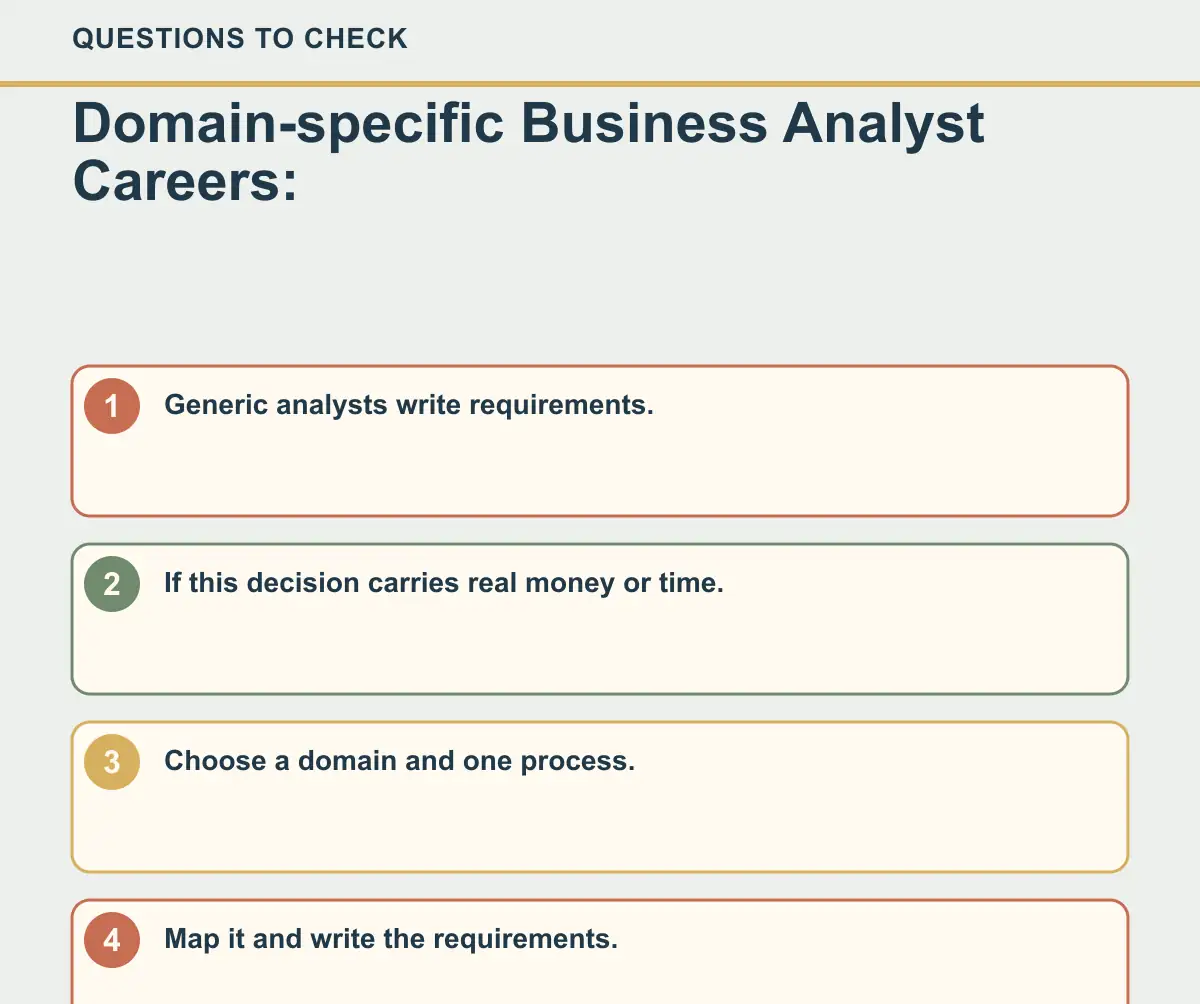 QUESTIONS TO CHECK
Domain-specific Business Analyst
Careers:
1
Generic analysts write requirements.
2
If this decision carries real money or time.
3
Choose a domain and one process.
4
Map it and write the requirements.